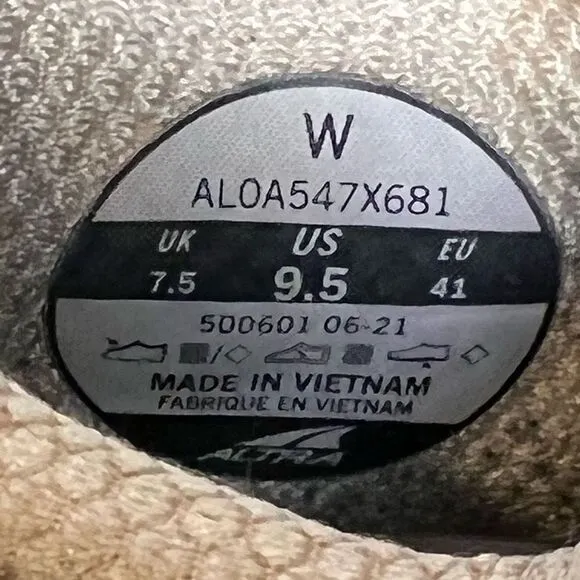 W
AL0A547X681
UK US EU
7.5 9.5 41
500601 06-21
MADE IN VIETNAM
FABRIQUE EN VIETNAM
ALTRA